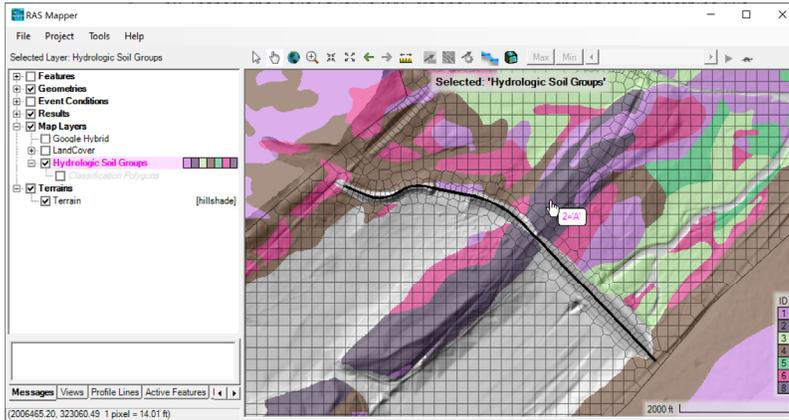 RAS Mapper
File Project Tools Help
Selected Layer: Hydrologic Soil Groups
Max Min
Features
Geometries
Event Conditions
Results
Map Layers
Google Hybrid
LandCover
Hydrologic Soil Groups
Classification Polygons
Terrains
Terrain [hillshade]
Selected: 'Hydrologic Soil Groups'
2='A'
ID
1
2
3
4
5
6
2000 ft
Messages Views Profile Lines Active Features
(2006465.20, 323060.49 1 pixel = 14.01 ft)